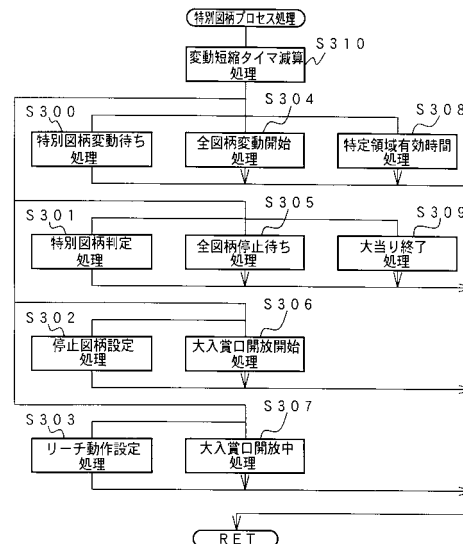 特別図柄プロセス処理
S310
変動短縮タイマ減算
処理
S300
S304
S308
特別図柄変動待ち
処理
全図柄変動開始
処理
特定領域有効時間
処理
S301
S305
S309
特別図柄判定
処理
全図柄停止待ち
処理
大当り終了
処理
S302
S306
停止図柄設定
処理
大入賞口開放開始
処理
S303
S307
リーチ動作設定
処理
大入賞口開放中
処理
RET